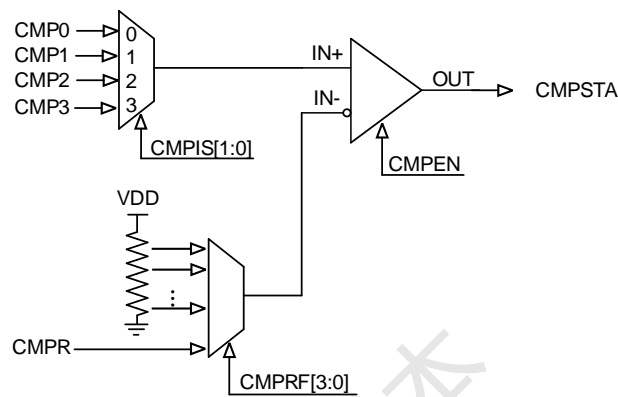 CMP0
0
CMP1
1
CMP2
2
CMP3
3
CMPIS[1:0]
IN+
IN-
OUT
CMPSTA
CMPEN
VDD
CMPR
CMPRF[3:0]